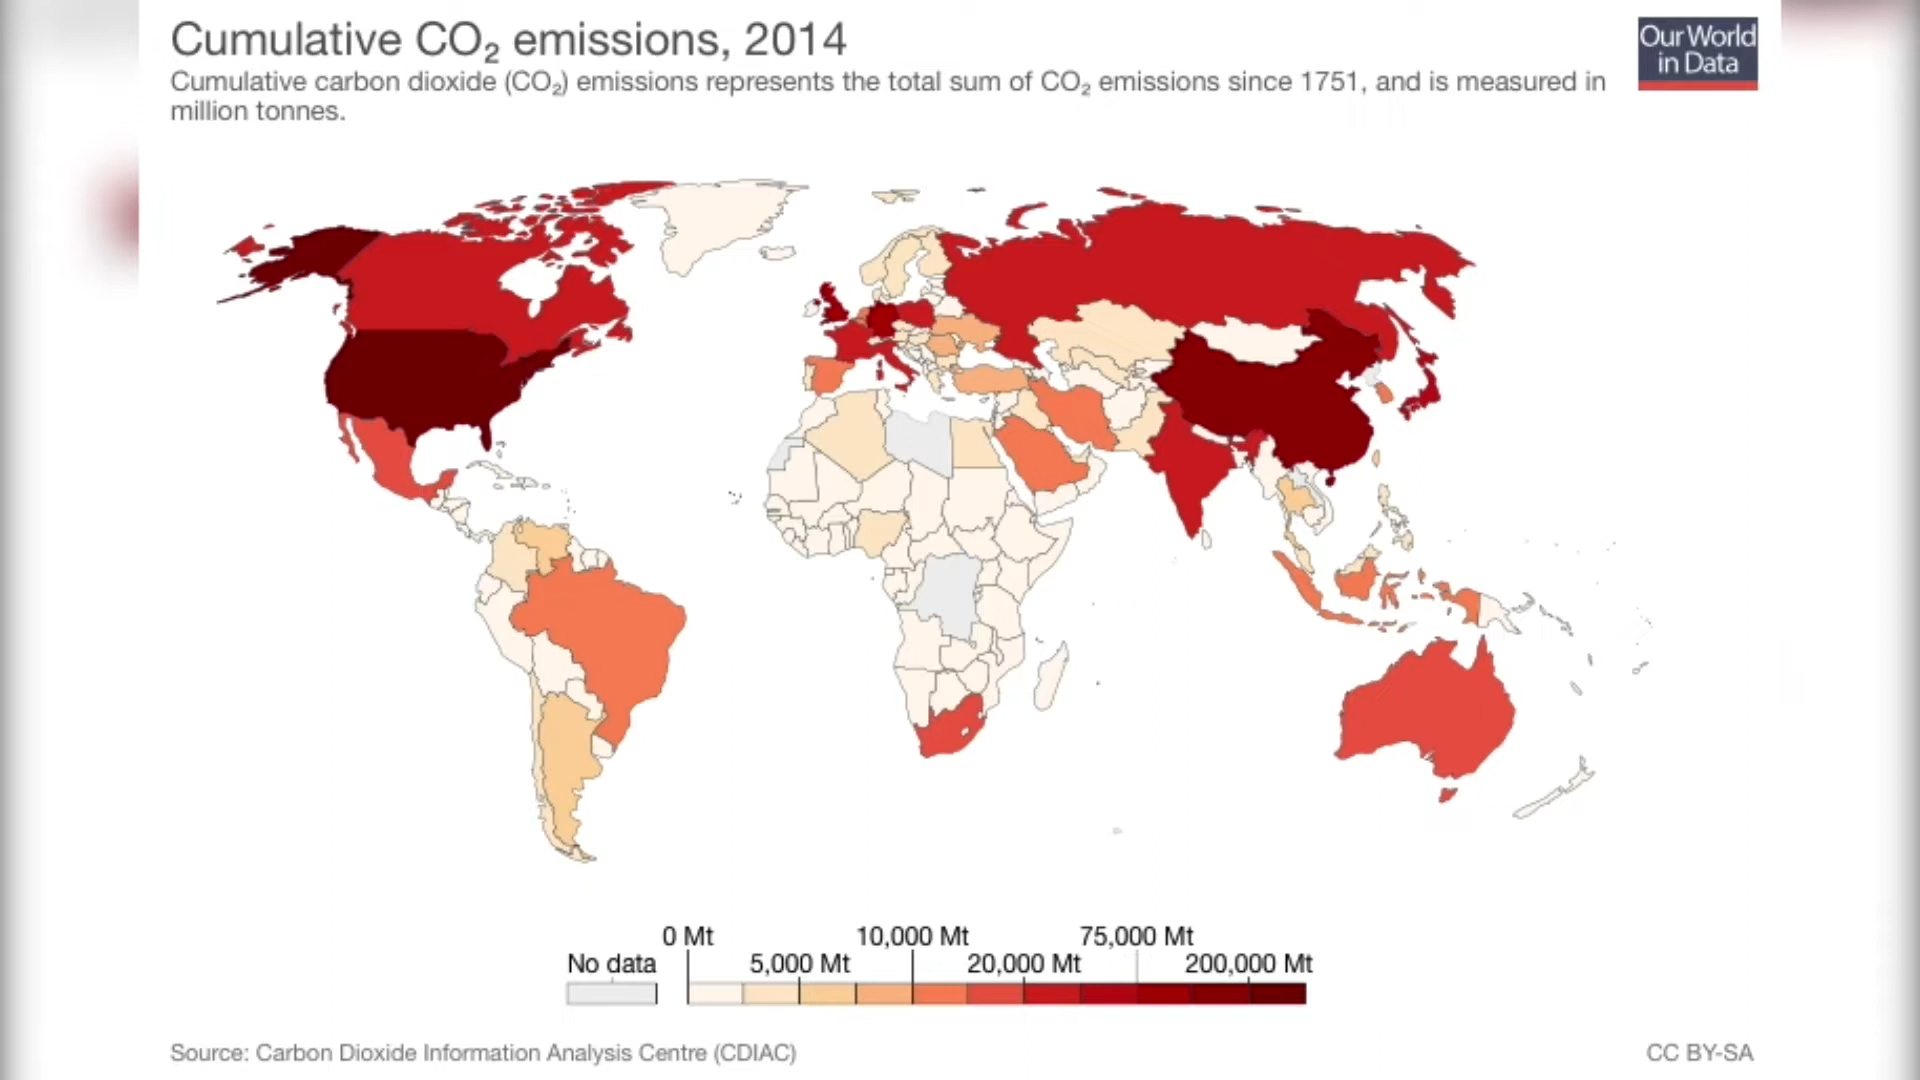 Cumulative CO₂ emissions, 2014
Cumulative carbon dioxide (CO₂) emissions represents the total sum of CO₂ emissions since 1751, and is measured in
million tonnes.
Our World
in Data
0 Mt 10,000 Mt 75,000 Mt
No data 5,000 Mt 20,000 Mt 200,000 Mt
Source: Carbon Dioxide Information Analysis Centre (CDIAC) CC BY-SA